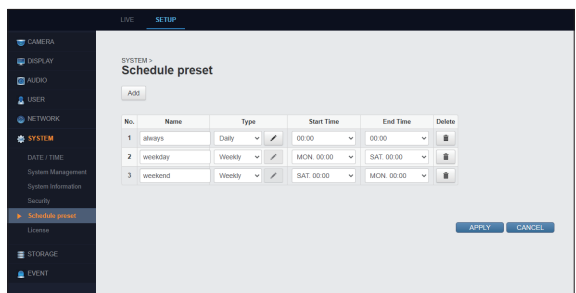 LIVE SETUP
CAMERA
DISPLAY
AUDIO
USER
NETWORK
SYSTEM
DATE / TIME
System Management
System Information
Security
Schedule preset
License
STORAGE
EVENT
SYSTEM >
Schedule preset
Add
No. Name Type Start Time End Time Delete
1 always Daily 00:00 00:00
2 weekday Weekly MON. 00:00 SAT. 00:00
3 weekend Weekly SAT. 00:00 MON. 00:00
APPLY CANCEL